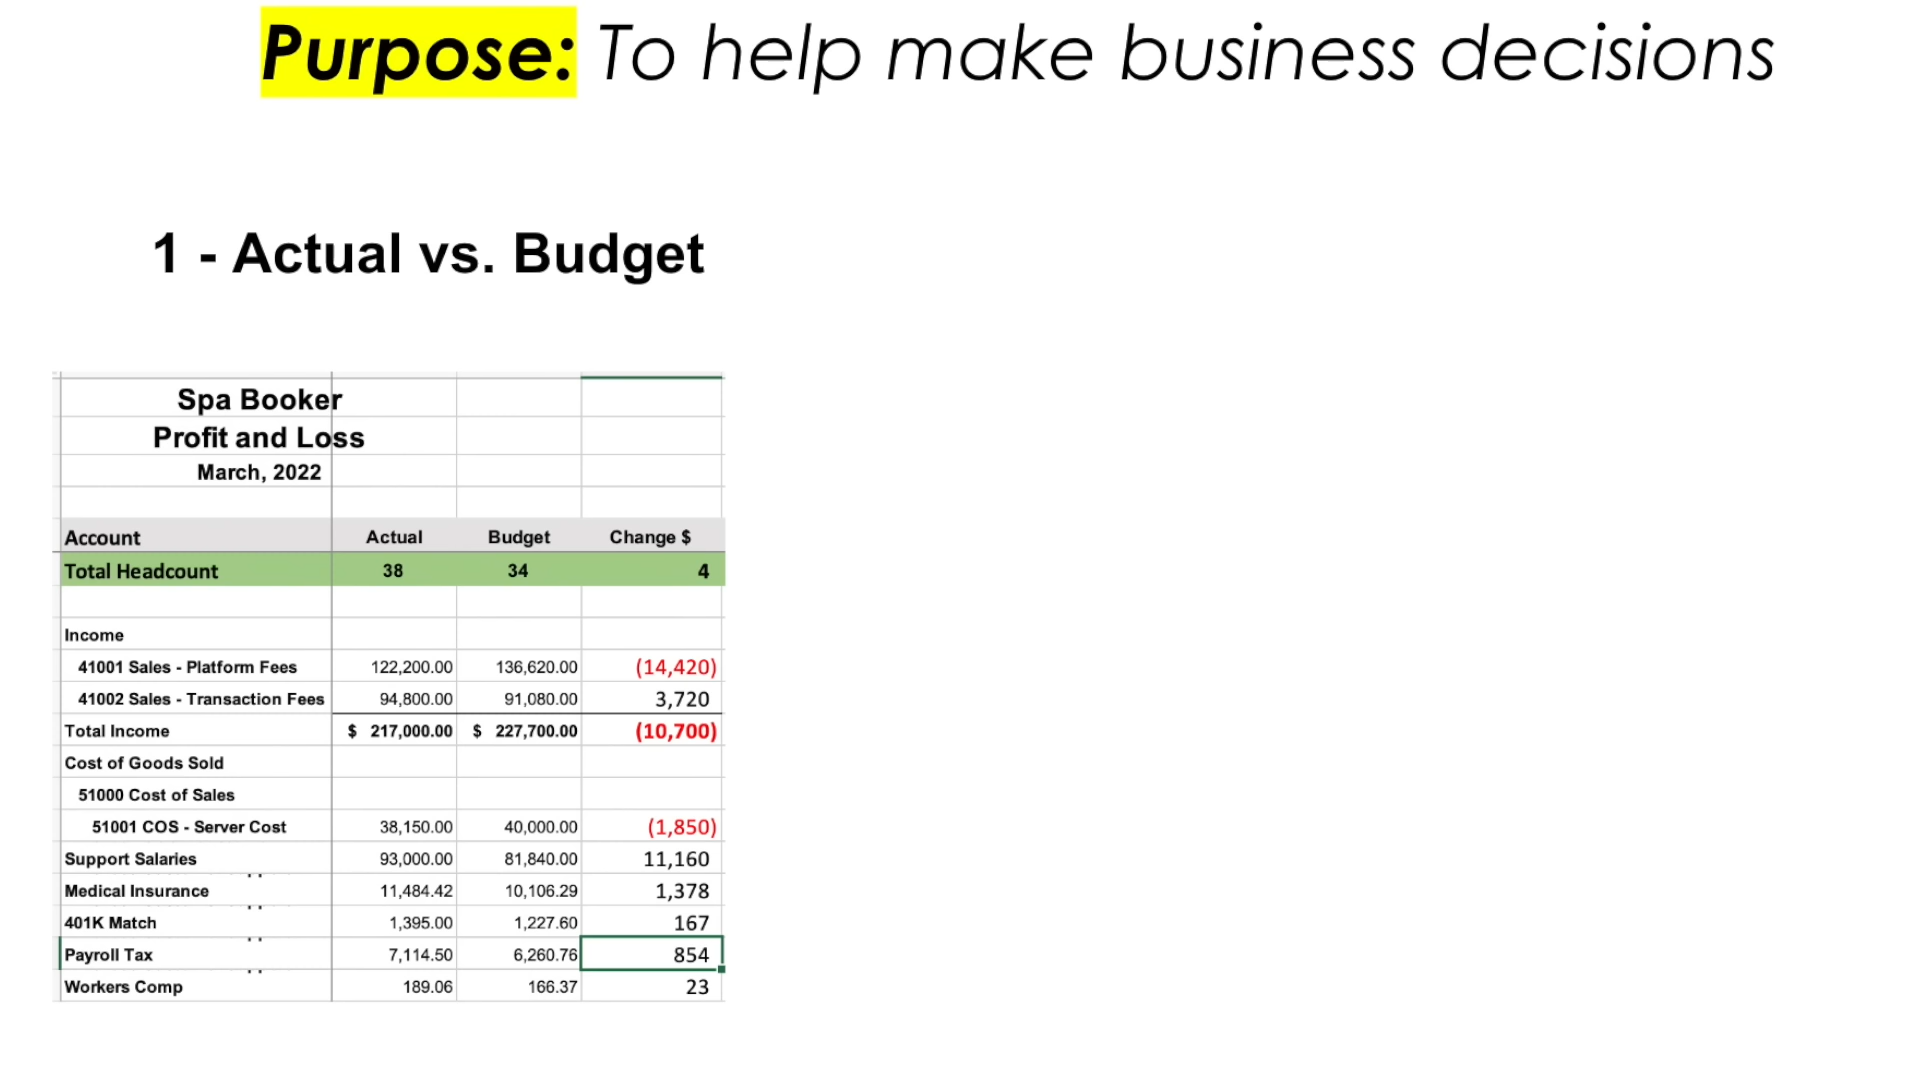 Purpose: To help make business decisions
1 - Actual vs. Budget
Spa Booker
Profit and Loss
March, 2022
Account Actual Budget Change $
Total Headcount 38 34 4
Income
41001 Sales - Platform Fees 122,200.00 136,620.00 (14,420)
41002 Sales - Transaction Fees 94,800.00 91,080.00 3,720
Total Income $ 217,000.00 $ 227,700.00 (10,700)
Cost of Goods Sold
51000 Cost of Sales
51001 COS - Server Cost 38,150.00 40,000.00 (1,850)
Support Salaries 93,000.00 81,840.00 11,160
Medical Insurance 11,484.42 10,106.29 1,378
401K Match 1,395.00 1,227.60 167
Payroll Tax 7,114.50 6,260.76 854
Workers Comp 189.06 166.37 23